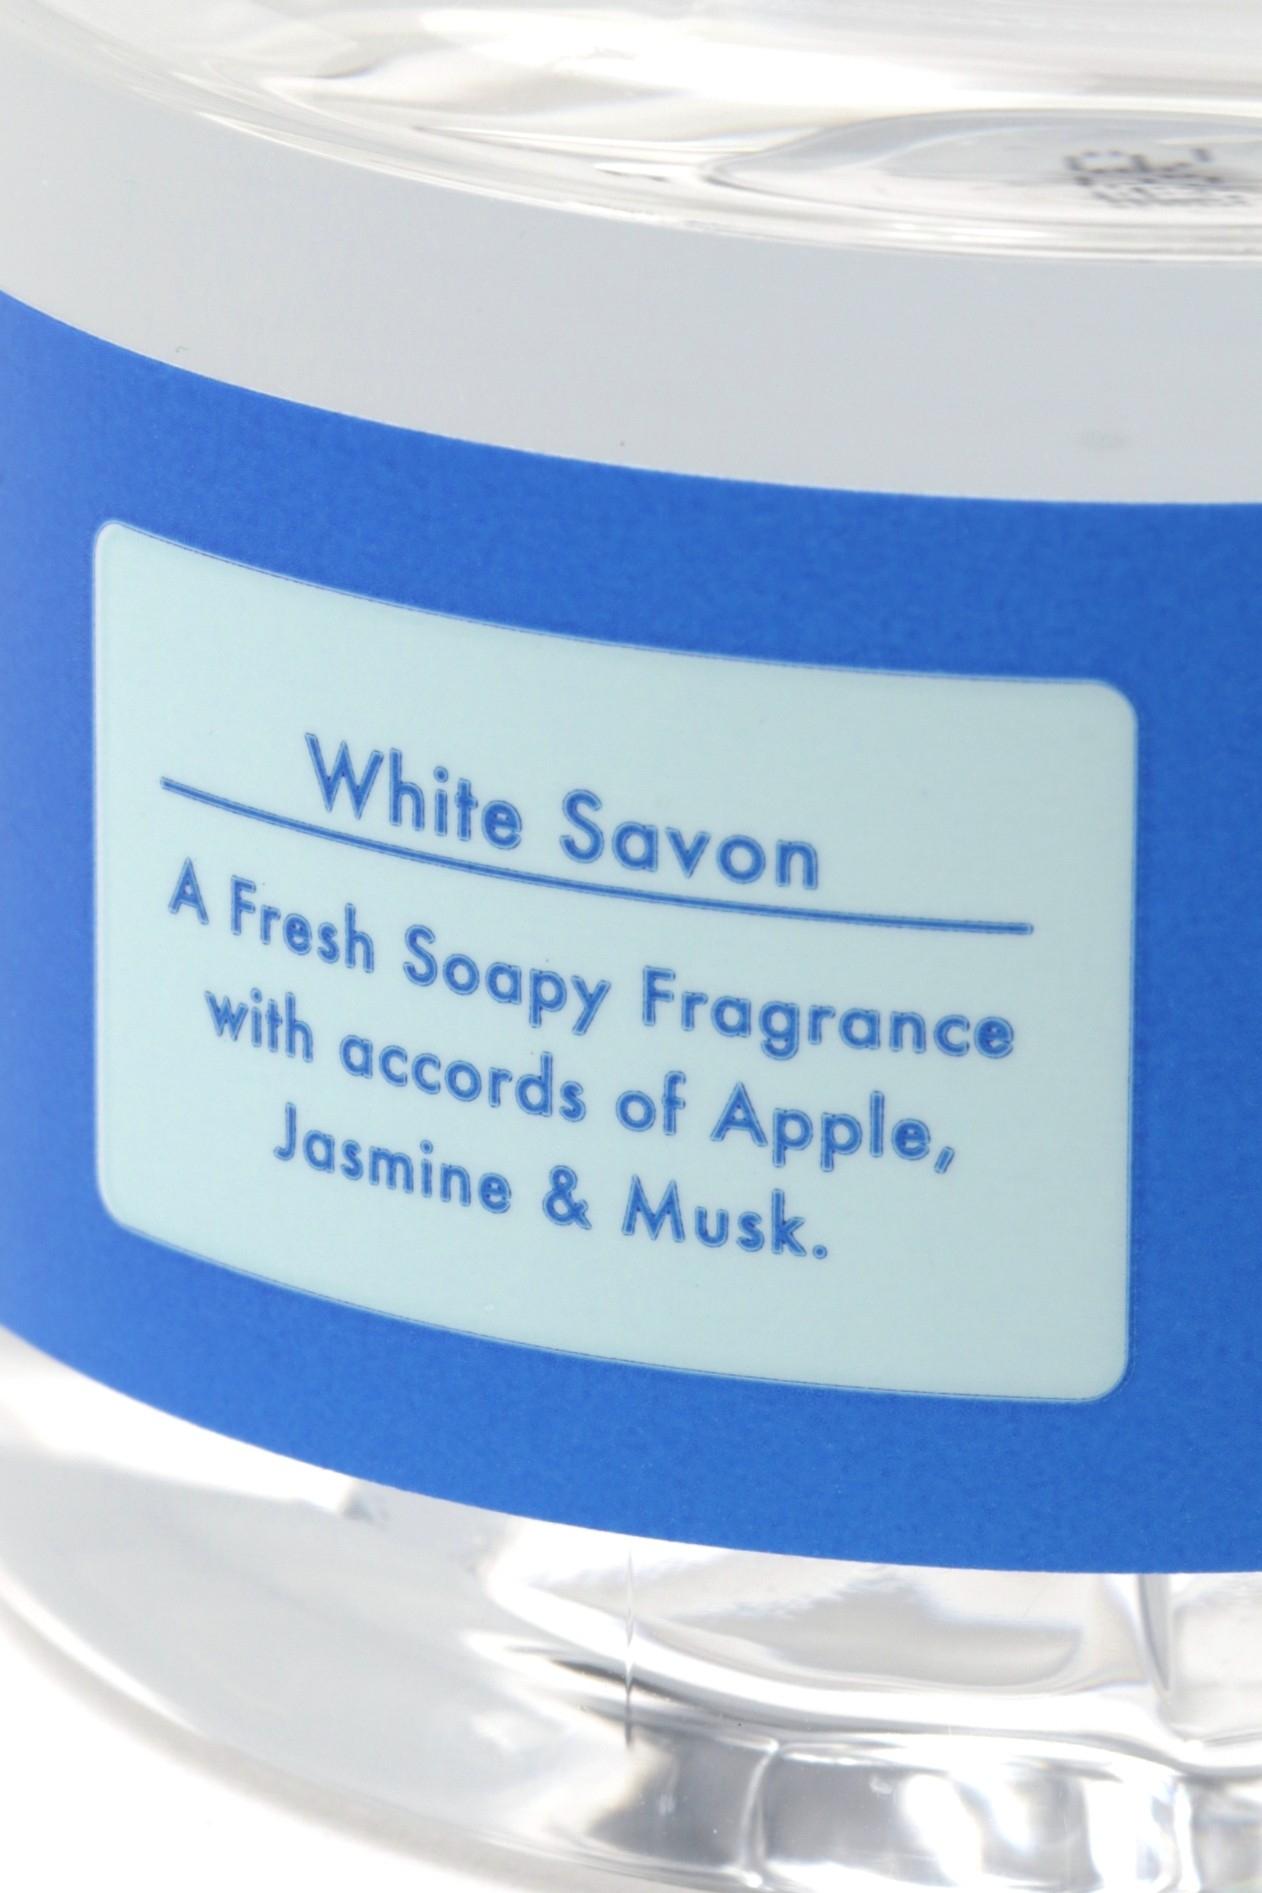 White Savon
A Fresh Soapy Fragrance
with accords of Apple,
Jasmine & Musk.